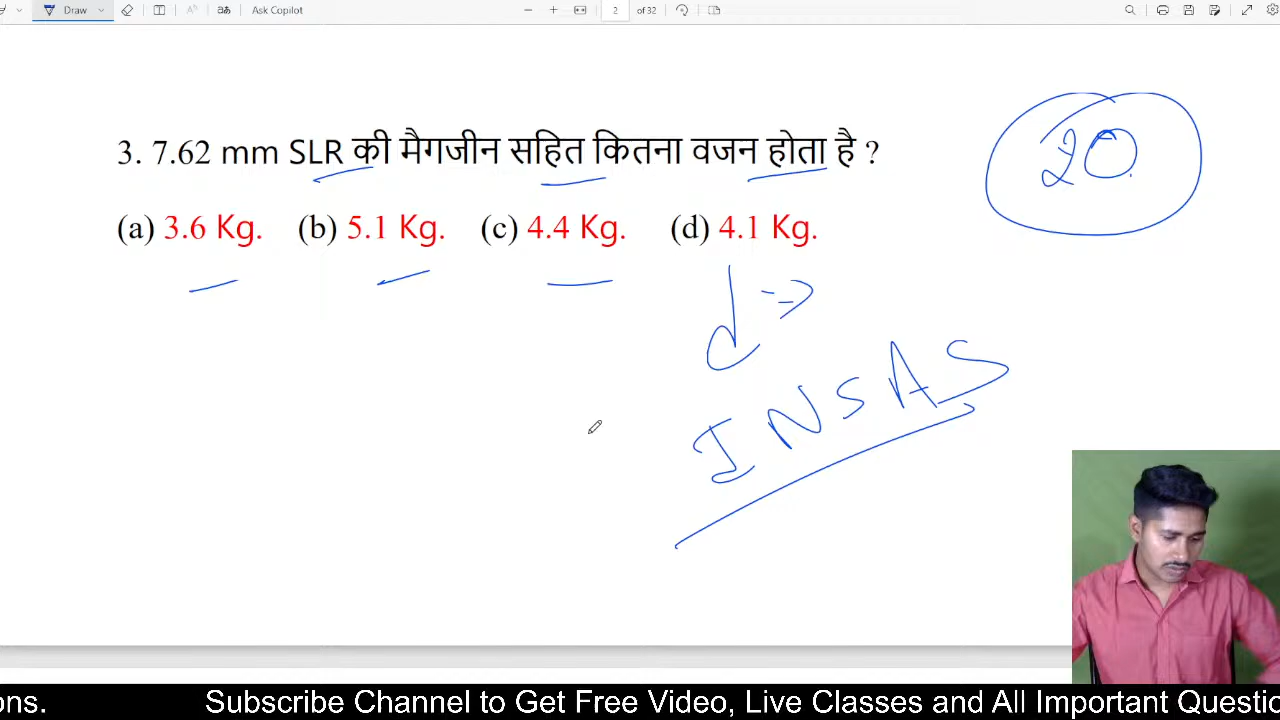 Draw
Ask Copilot
2 of 32
3. 7.62 mm SLR की मैगजीन सहित कितना वजन होता है ?
20
(a) 3.6 Kg. (b) 5.1 Kg. (c) 4.4 Kg. (d) 4.1 Kg.
d =>
INSAS
ons. Subscribe Channel to Get Free Video, Live Classes and All Important Questio